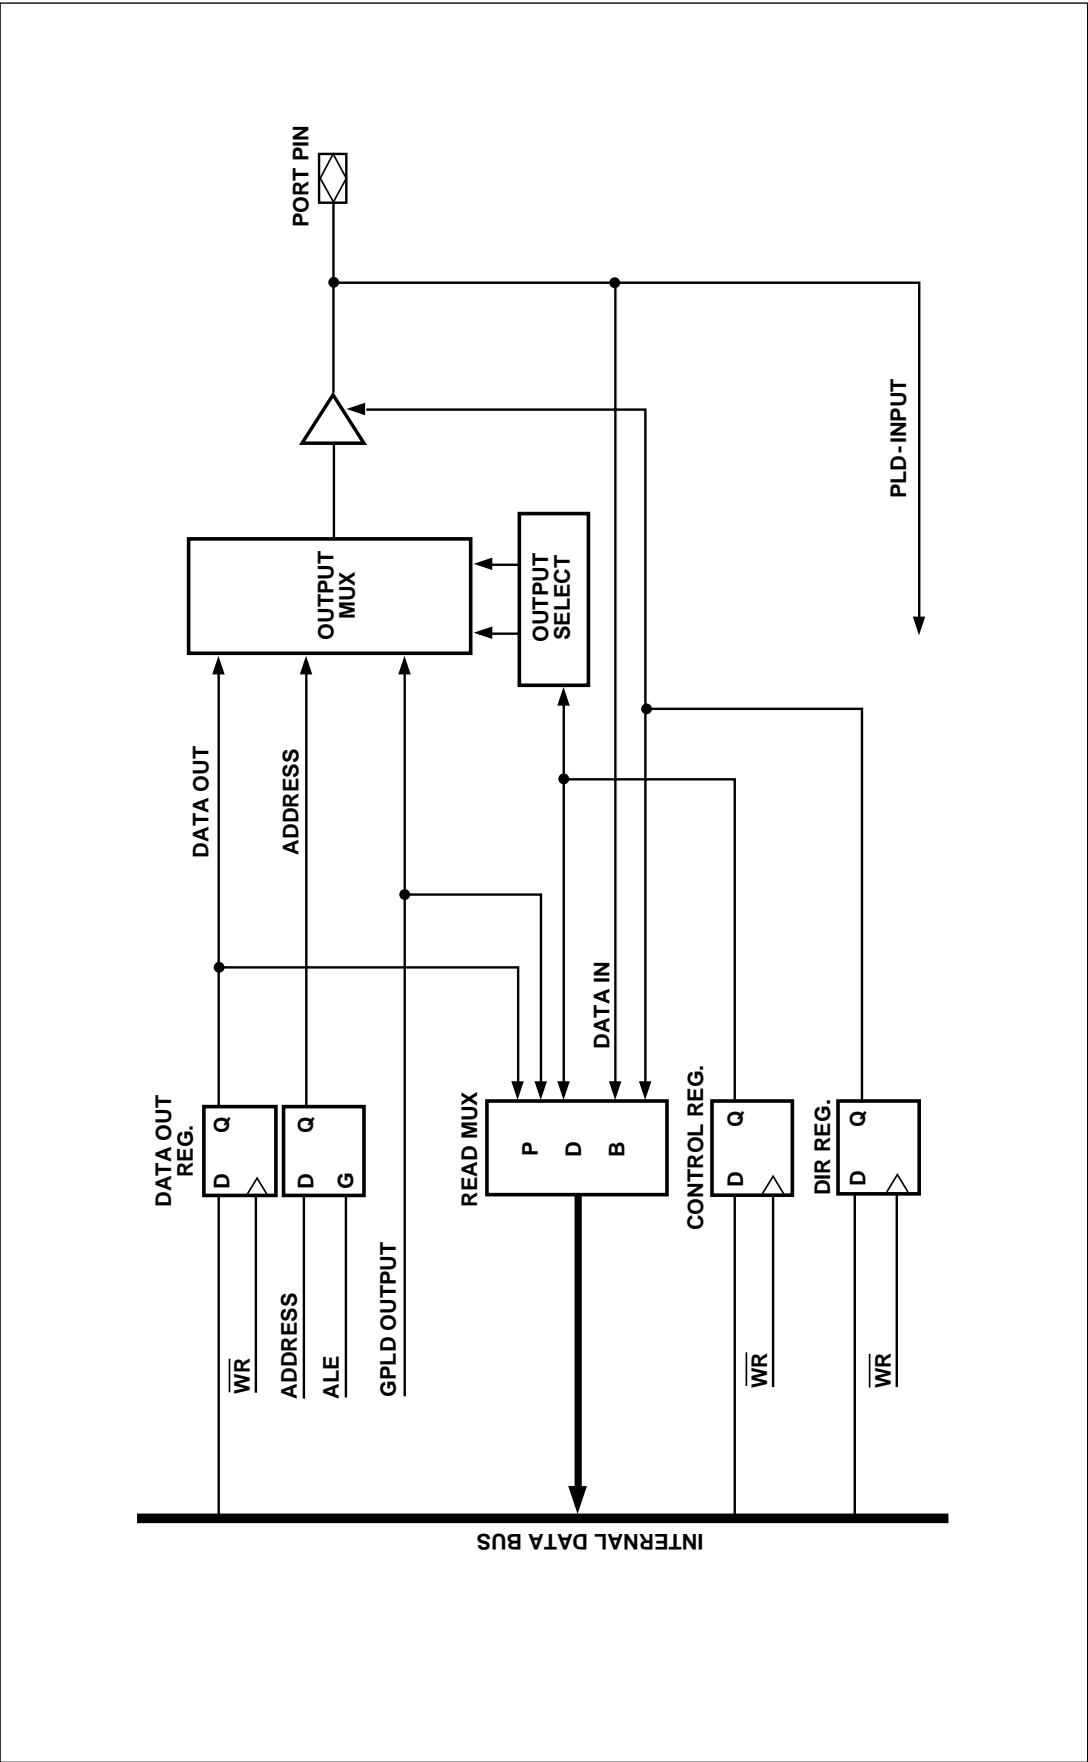 INTERNAL DATA BUS
DATA OUT
REG.
D
Q
WR
DATA OUT
ADDRESS
D
Q
ALE
G
ADDRESS
GPLD OUTPUT
OUTPUT
MUX
PORT PIN
READ MUX
P
D
B
DATA IN
OUTPUT
SELECT
CONTROL REG.
D
Q
WR
DIR REG.
D
Q
WR
PLD-INPUT